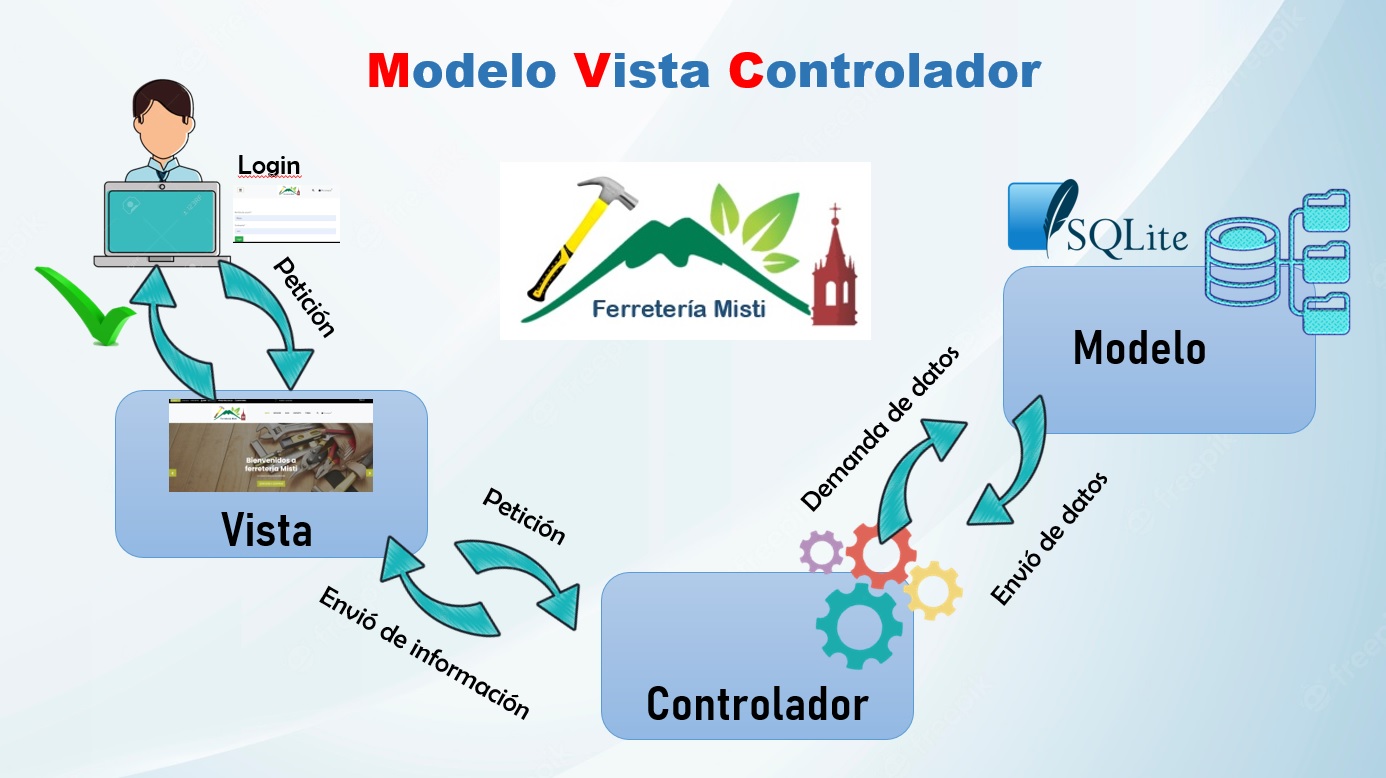 Modelo Vista Controlador
Login
Petición
SQLite
Ferretería Misti
Modelo
Demanda de datos
Envió de datos
Bienvenidos a
ferretería Misti
Vista
Petición
Envió de información
Controlador